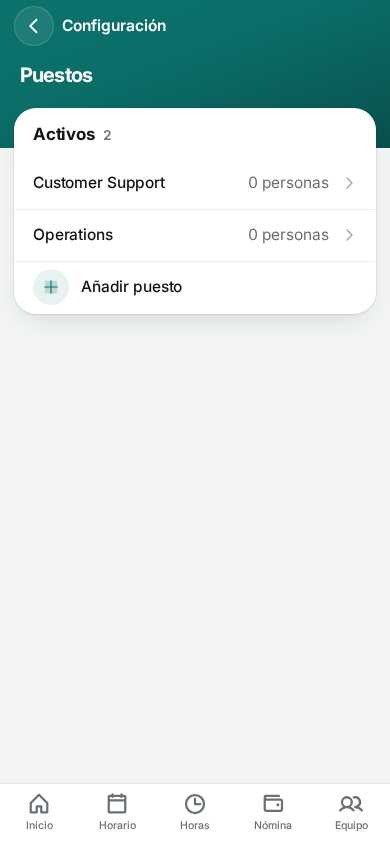 Configuración
Puestos
Activos 2
Customer Support 0 personas
Operations 0 personas
Añadir puesto
Inicio Horario Horas Nómina Equipo